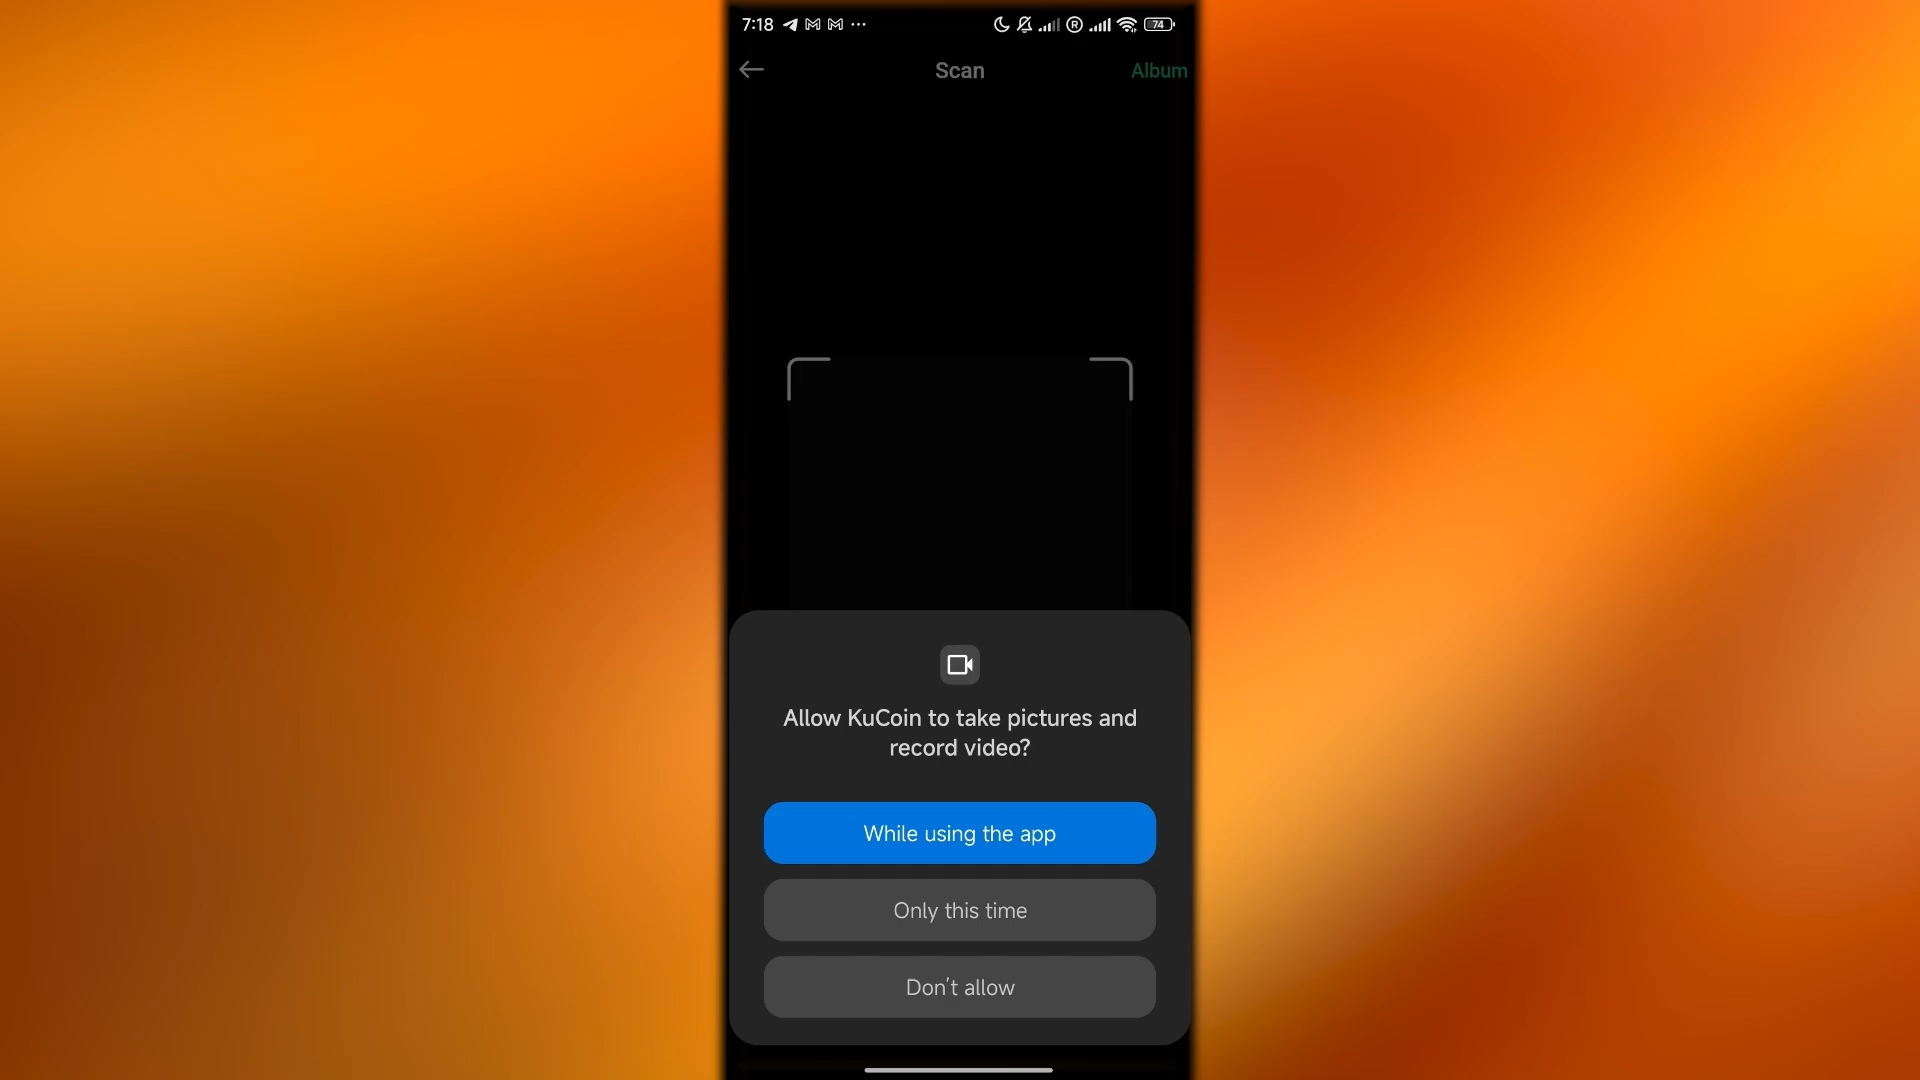 7:18 74
Scan
Album
Allow KuCoin to take pictures and
record video?
While using the app
Only this time
Don't allow